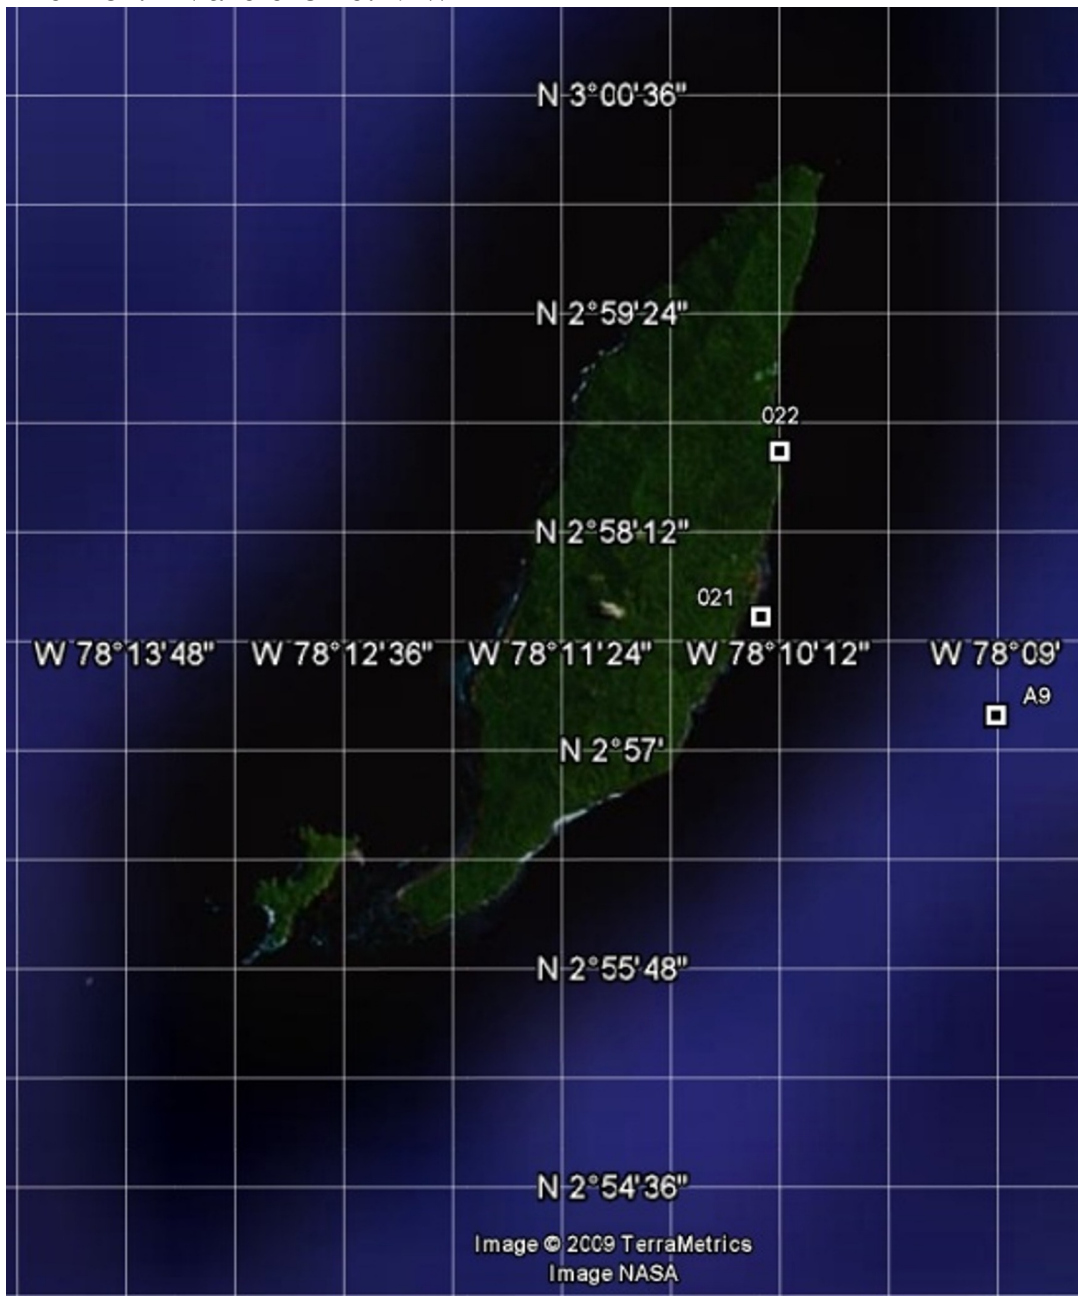 N 3°00'36"
N 2°59'24"
022
N 2°58'12"
021
W 78°13'48" W 78°12'36" W 78°11'24" W 78°10'12" W 78°09'
A9
N 2°57'
N 2°55'48"
N 2°54'36"
Image © 2009 TerraMetrics
Image NASA